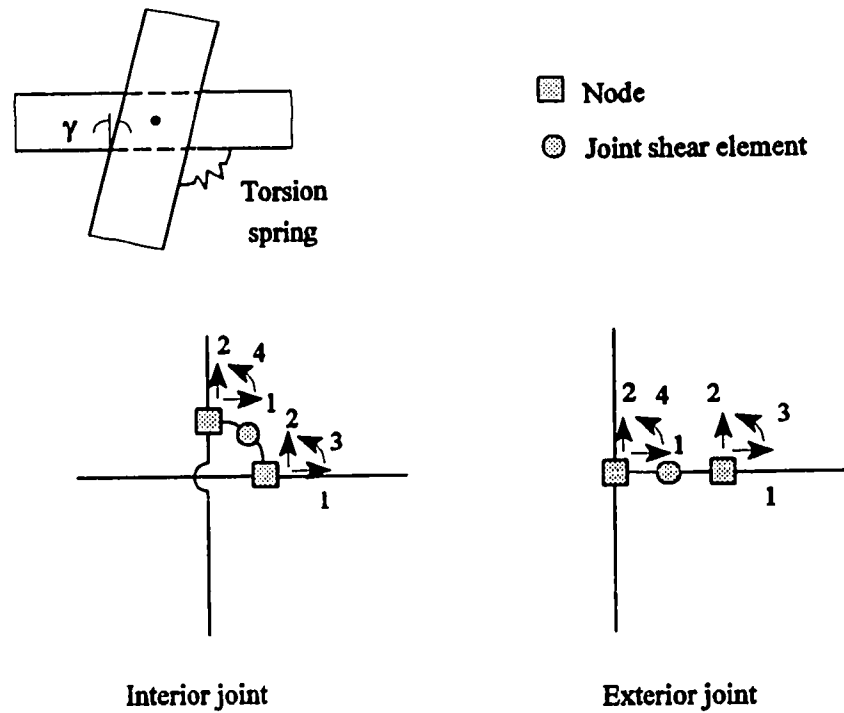 γ
Torsion
spring
Node
Joint shear element
2
4
1
2
3
1
2
4
1
2
3
1
Interior joint
Exterior joint